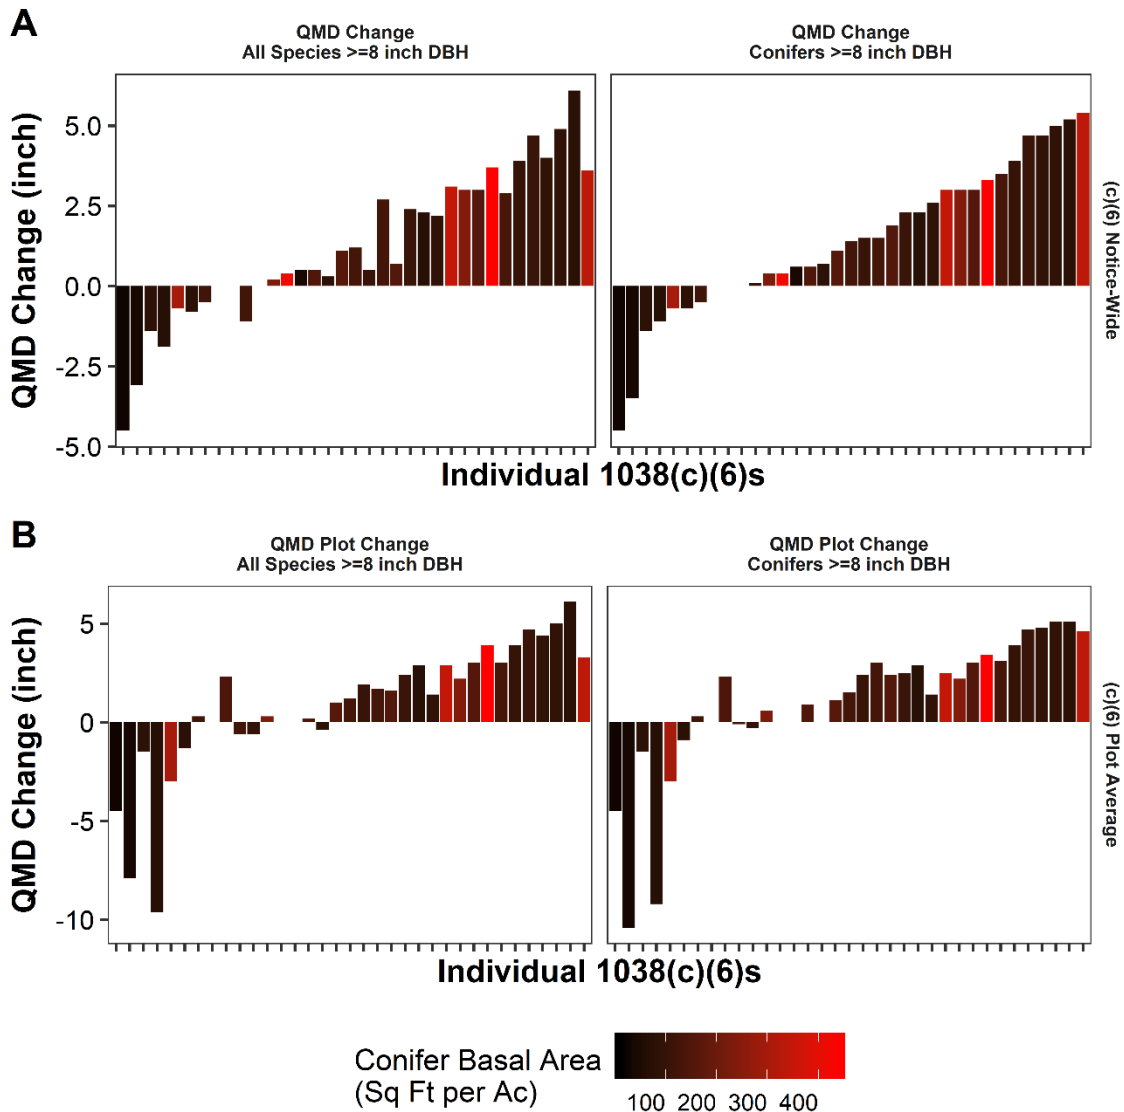 A
QMD Change
All Species >=8 inch DBH
QMD Change
Conifers >=8 inch DBH
QMD Change (inch)
5.0
2.5
0.0
-2.5
-5.0
(c)(6) Notice-Wide
Individual 1038(c)(6)s
B
QMD Plot Change
All Species >=8 inch DBH
QMD Plot Change
Conifers >=8 inch DBH
QMD Change (inch)
5
0
-5
-10
(c)(6) Plot Average
Individual 1038(c)(6)s
Conifer Basal Area
(Sq Ft per Ac)
100 200 300 400